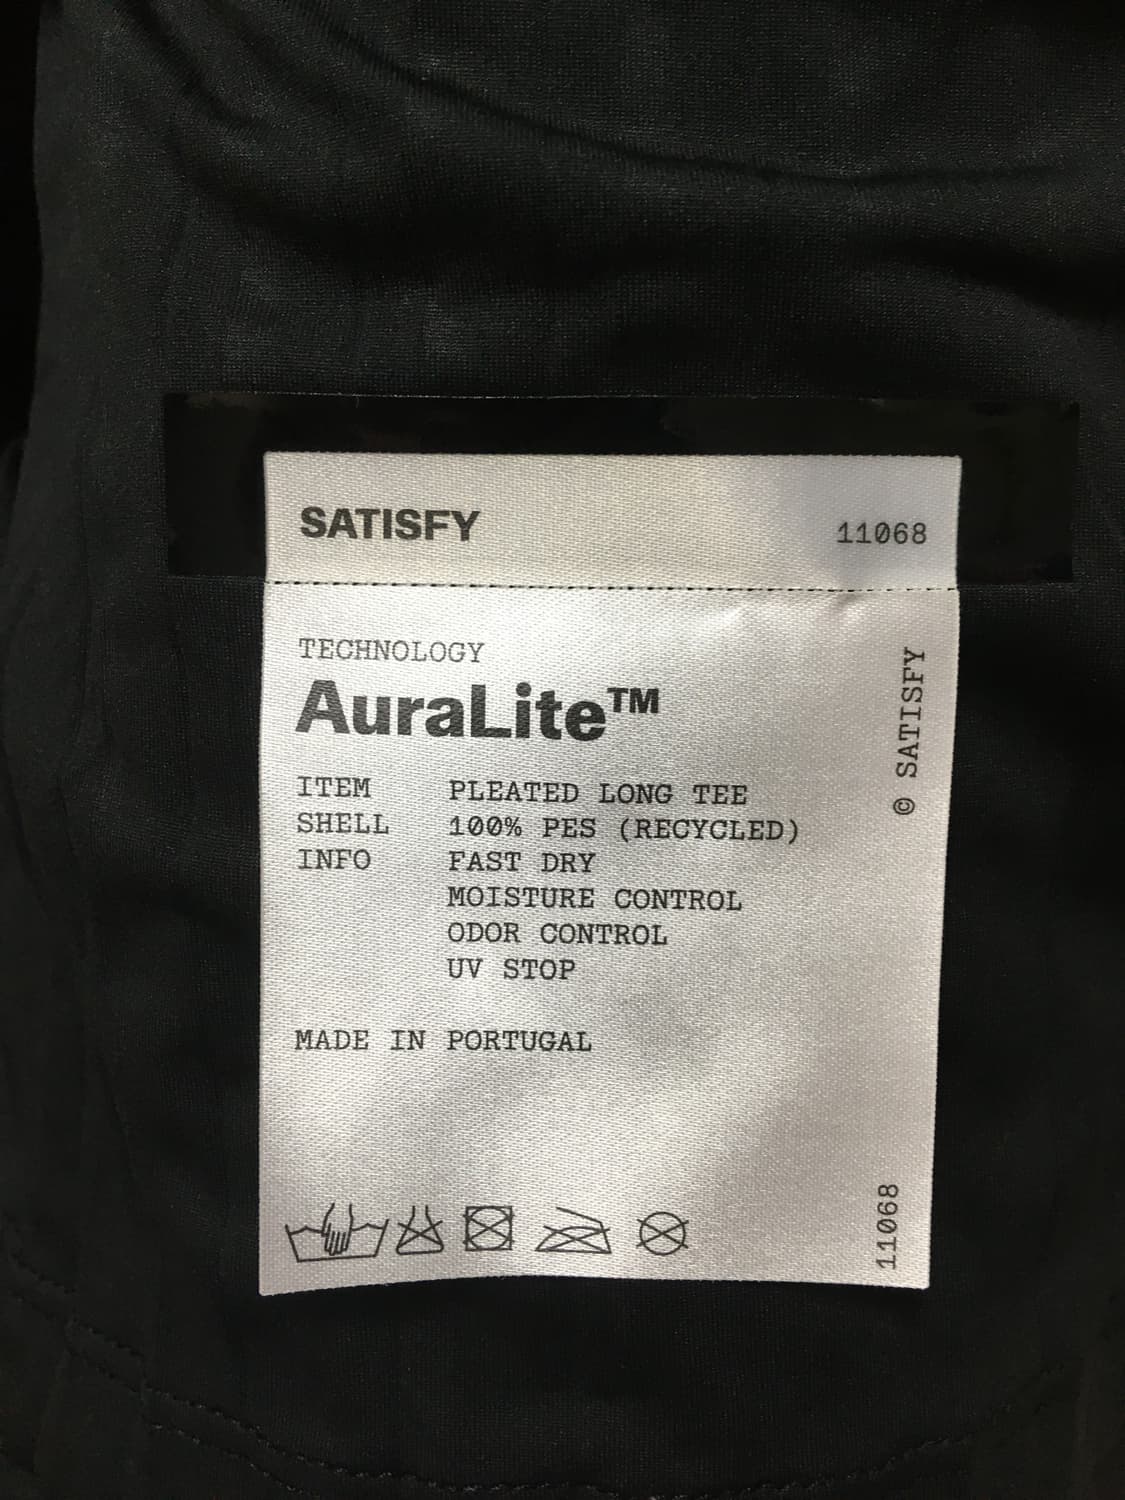 SATISFY
11068
TECHNOLOGY
AuraLite™
ITEM PLEATED LONG TEE
SHELL 100% PES (RECYCLED)
INFO FAST DRY
MOISTURE CONTROL
ODOR CONTROL
UV STOP
MADE IN PORTUGAL
© SATISFY
11068